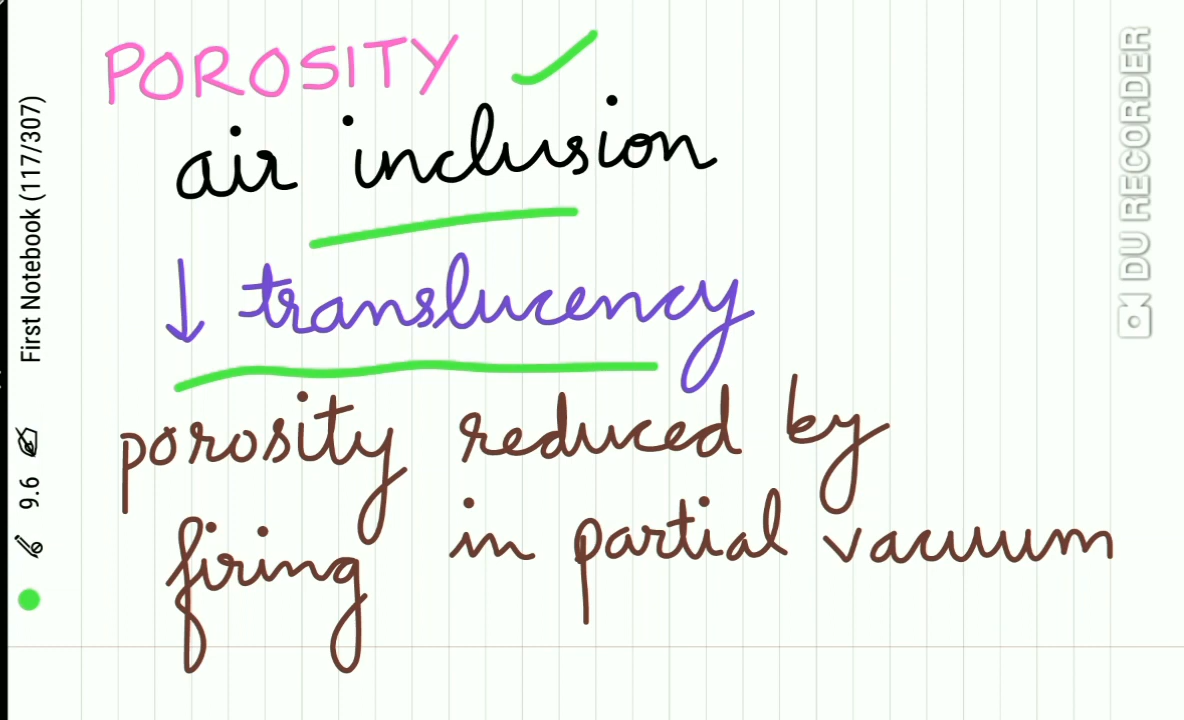 POROSITY
air inclusion
↓ translucency
porosity reduced by
firing in partial vacuum
First Notebook (117/307)
9.6
DU RECORDER